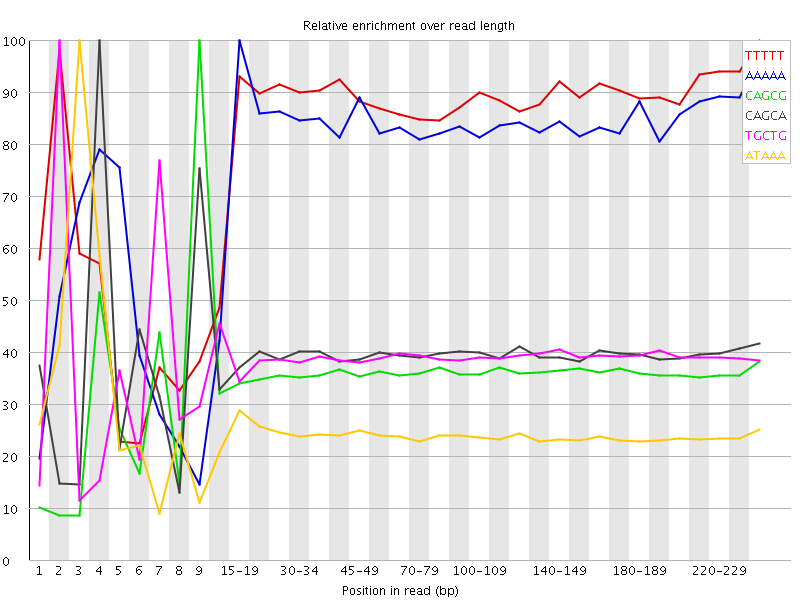 Relative enrichment over read length
100
90
80
70
60
50
40
30
20
10
0
TTTTT
AAAAA
CAGCG
CAGCA
TGCTG
ATAAA
1 2 3 4 5 6 7 8 9 15-19 30-34 45-49 70-79 100-109 140-149 180-189 220-229
Position in read (bp)